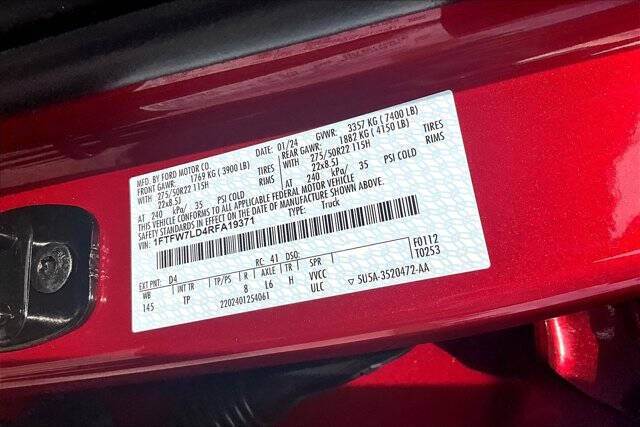 MFD. BY FORD MOTOR CO.
DATE: 01/24 GVWR: 3357 KG ( 7400 LB)
FRONT GAWR: 1769 KG ( 3900 LB) REAR GAWR: 1882 KG ( 4150 LB)
WITH 275/50R22 115H TIRES WITH 275/50R22 115H TIRES
22x8.5J RIMS 22x8.5J RIMS
AT 240 kPa/ 35 PSI COLD AT 240 kPa/ 35 PSI COLD
THIS VEHICLE CONFORMS TO ALL APPLICABLE FEDERAL MOTOR VEHICLE
SAFETY STANDARDS IN EFFECT ON THE DATE OF MANUFACTURE SHOWN ABOVE.
1FTFW7LD4RFA19371 TYPE: Truck
F0112
T0253
EXT PNT: D4 RC: 41 DSO:
WB INT TR TP/PS R AXLE TR SPR
145 TP 8 L6 H VVCC
2202401254061 ULC ▽ 5U5A-3520472-AA